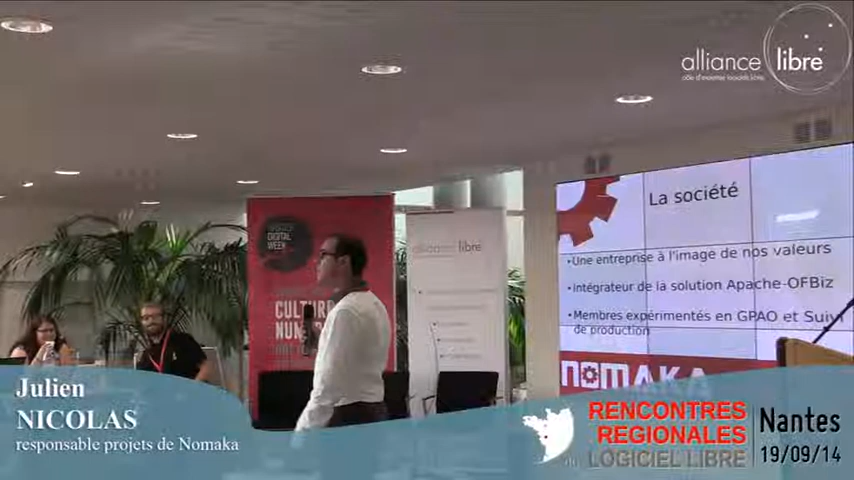 alliance libre
La société
Une entreprise à l'image de nos valeurs
Intégrateur de la solution Apache-OFBiz
Membres expérimentés en GPAO et Suivi
de production
nomaka
DIGITAL
WEEK
alliance libre
CULTURE
NUM
Julien
NICOLAS
responsable projets de Nomaka
RENCONTRES
REGIONALES
du LOGICIEL LIBRE
Nantes
19/09/14